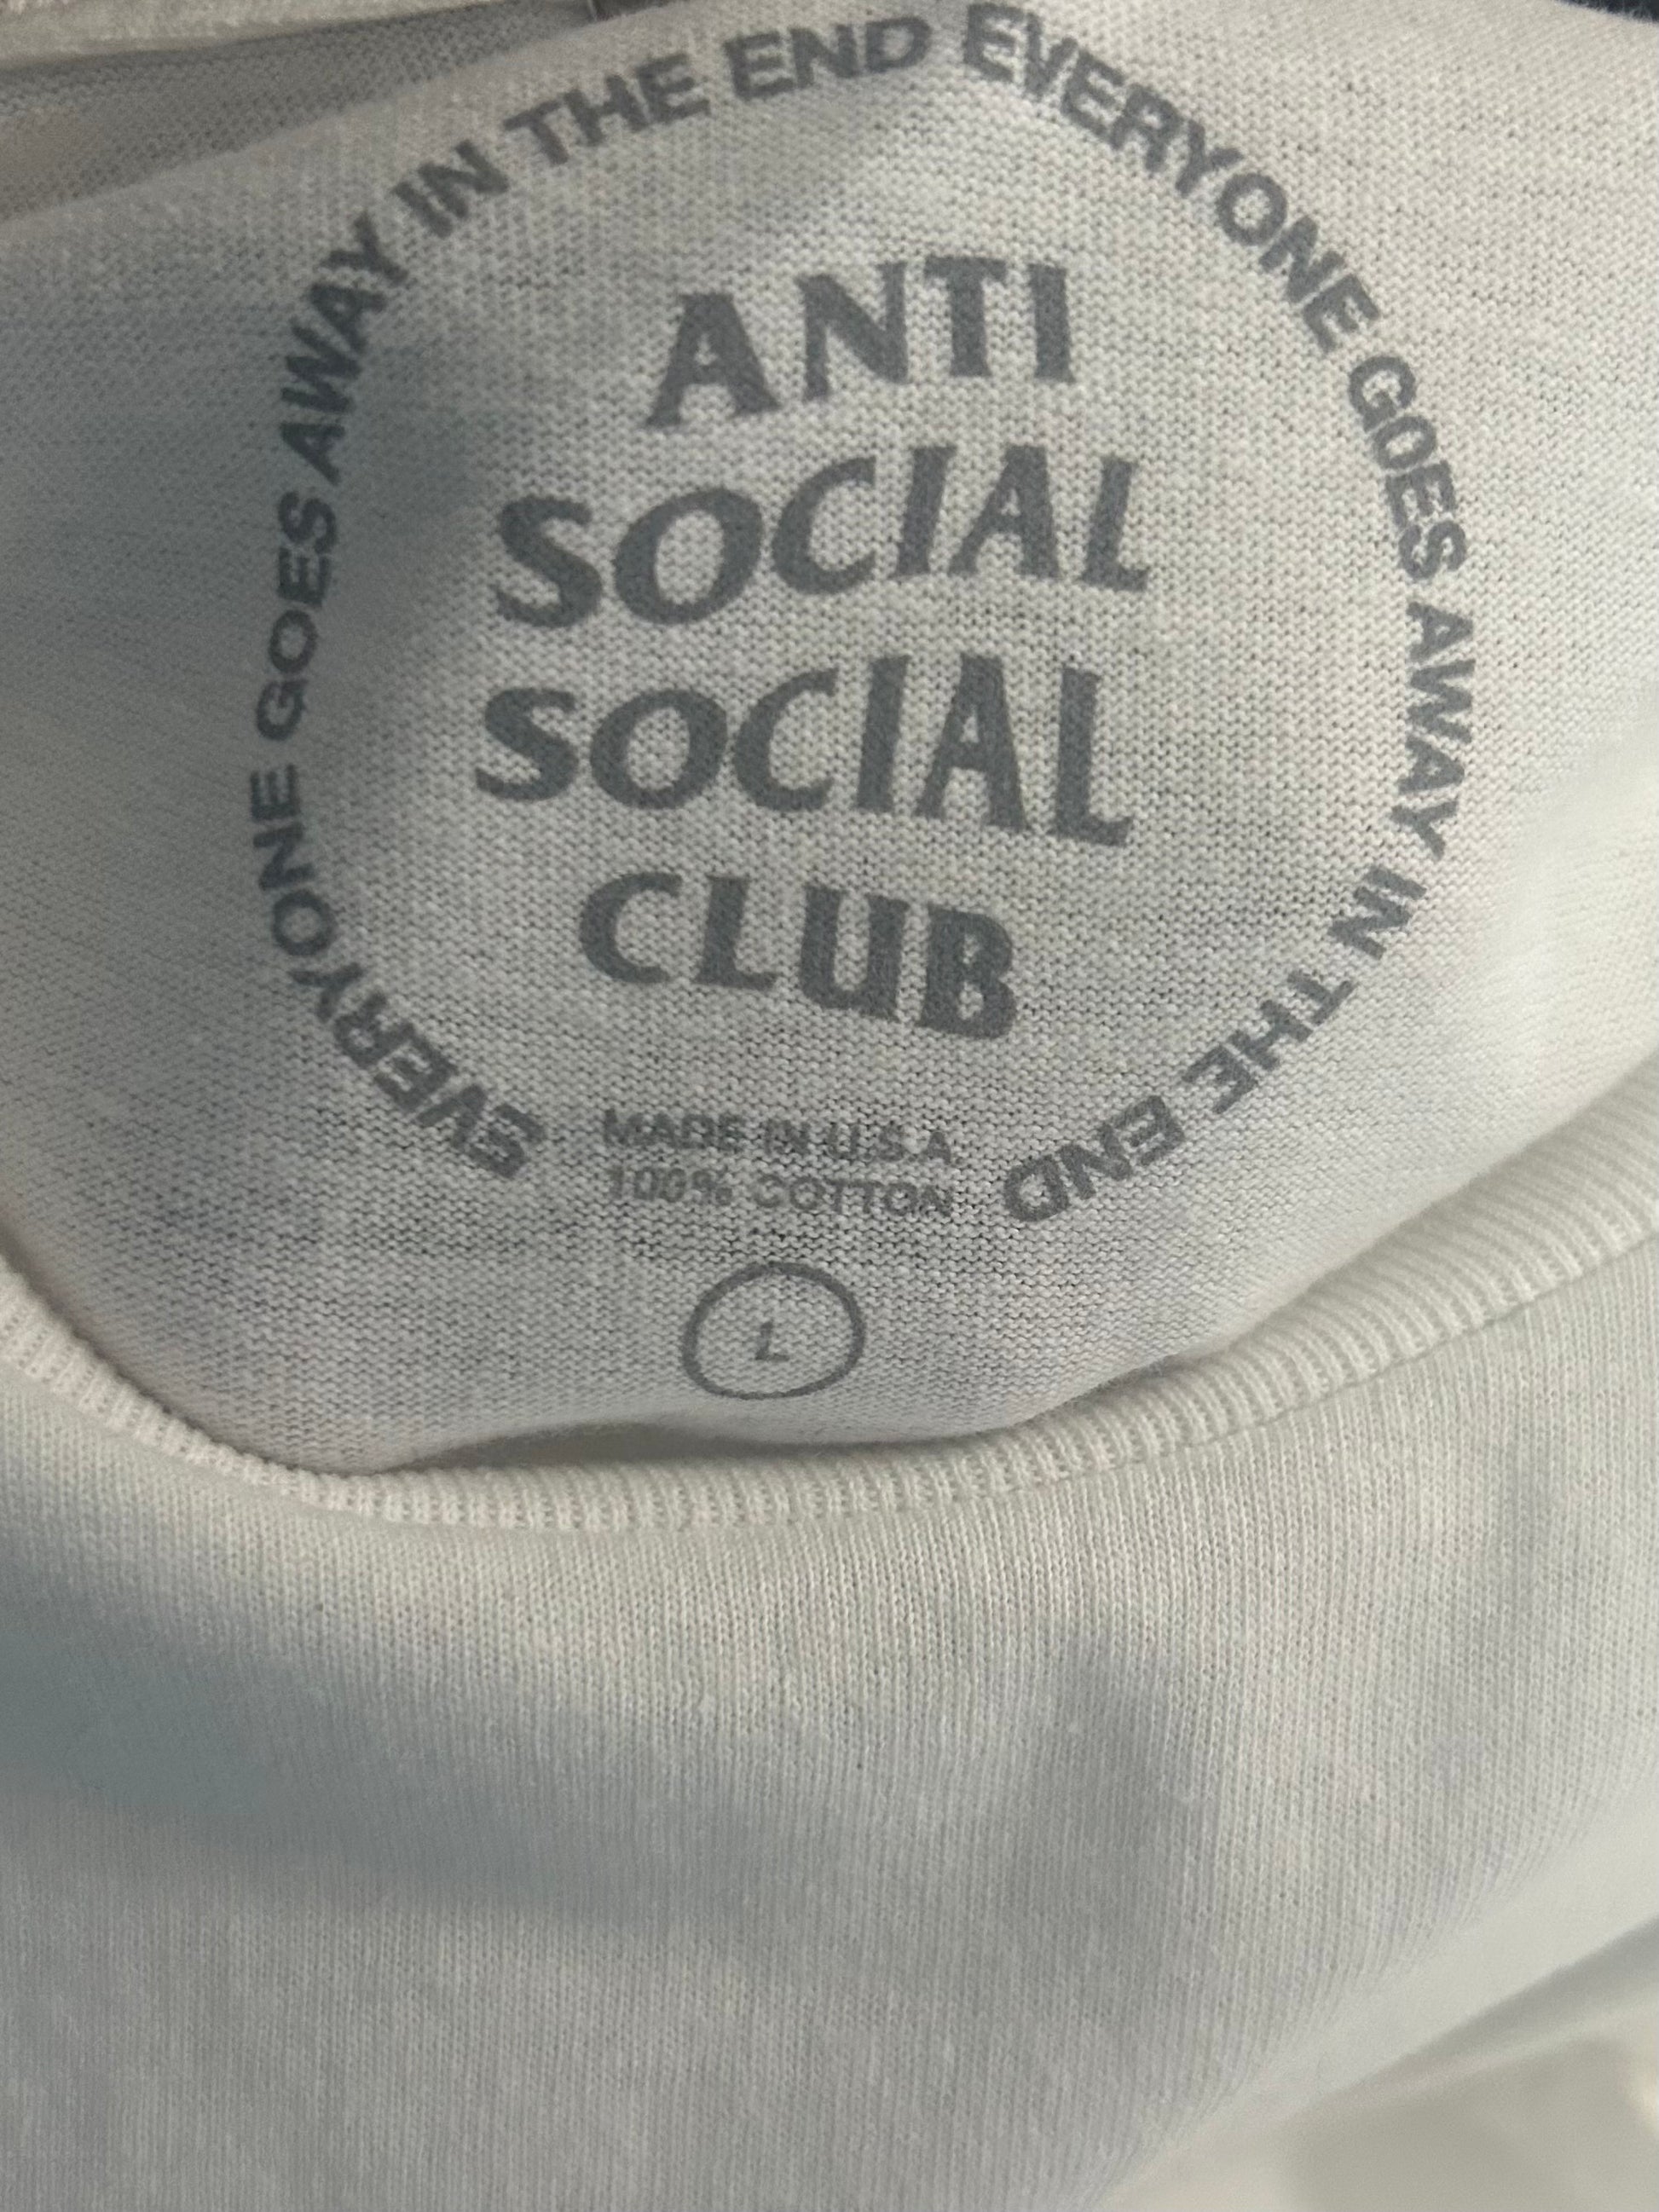 EVERYONE GOES AWAY IN THE END EVERYONE GOES AWAY IN THE END
ANTI
SOCIAL
SOCIAL
CLUB
MADE IN U.S.A.
100% COTTON
L